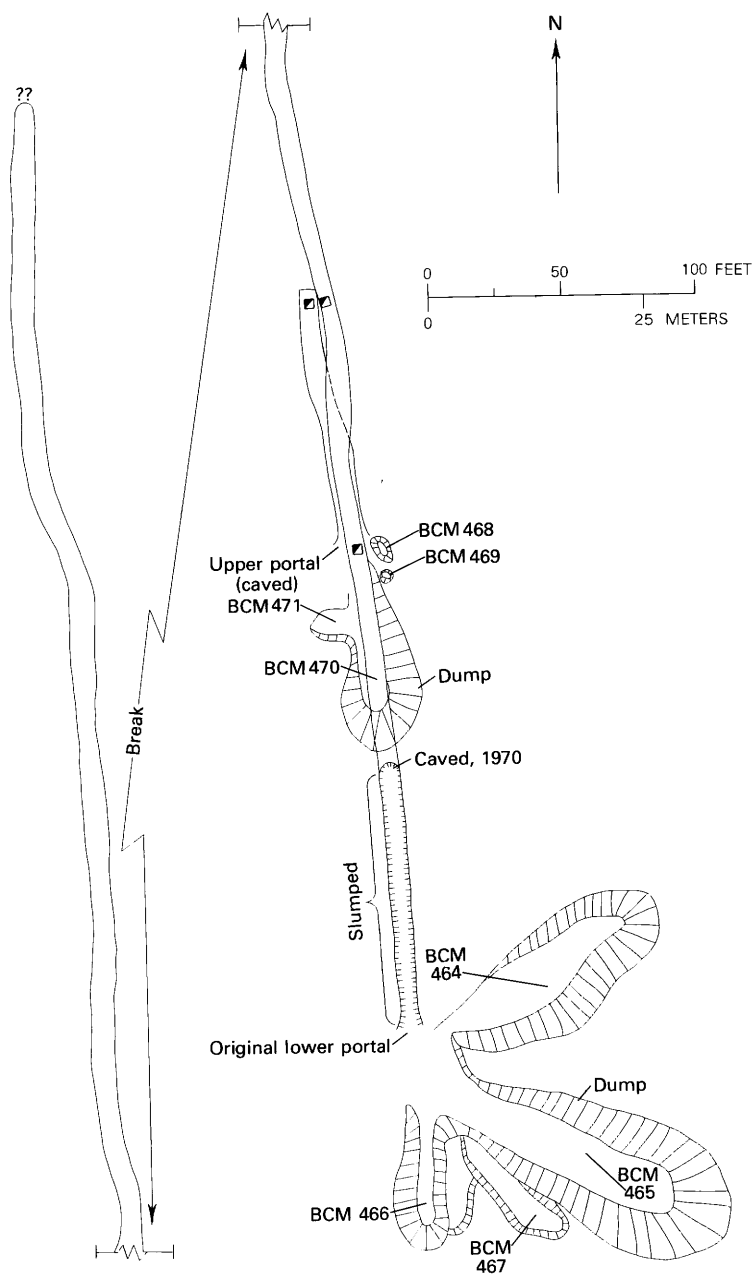 ??
N
0 50 100 FEET
0 25 METERS
BCM 468
BCM 469
Upper portal
(caved)
BCM 471
BCM 470
Dump
Break
Caved, 1970
Slumped
BCM
464
Original lower portal
Dump
BCM
465
BCM 466
BCM
467